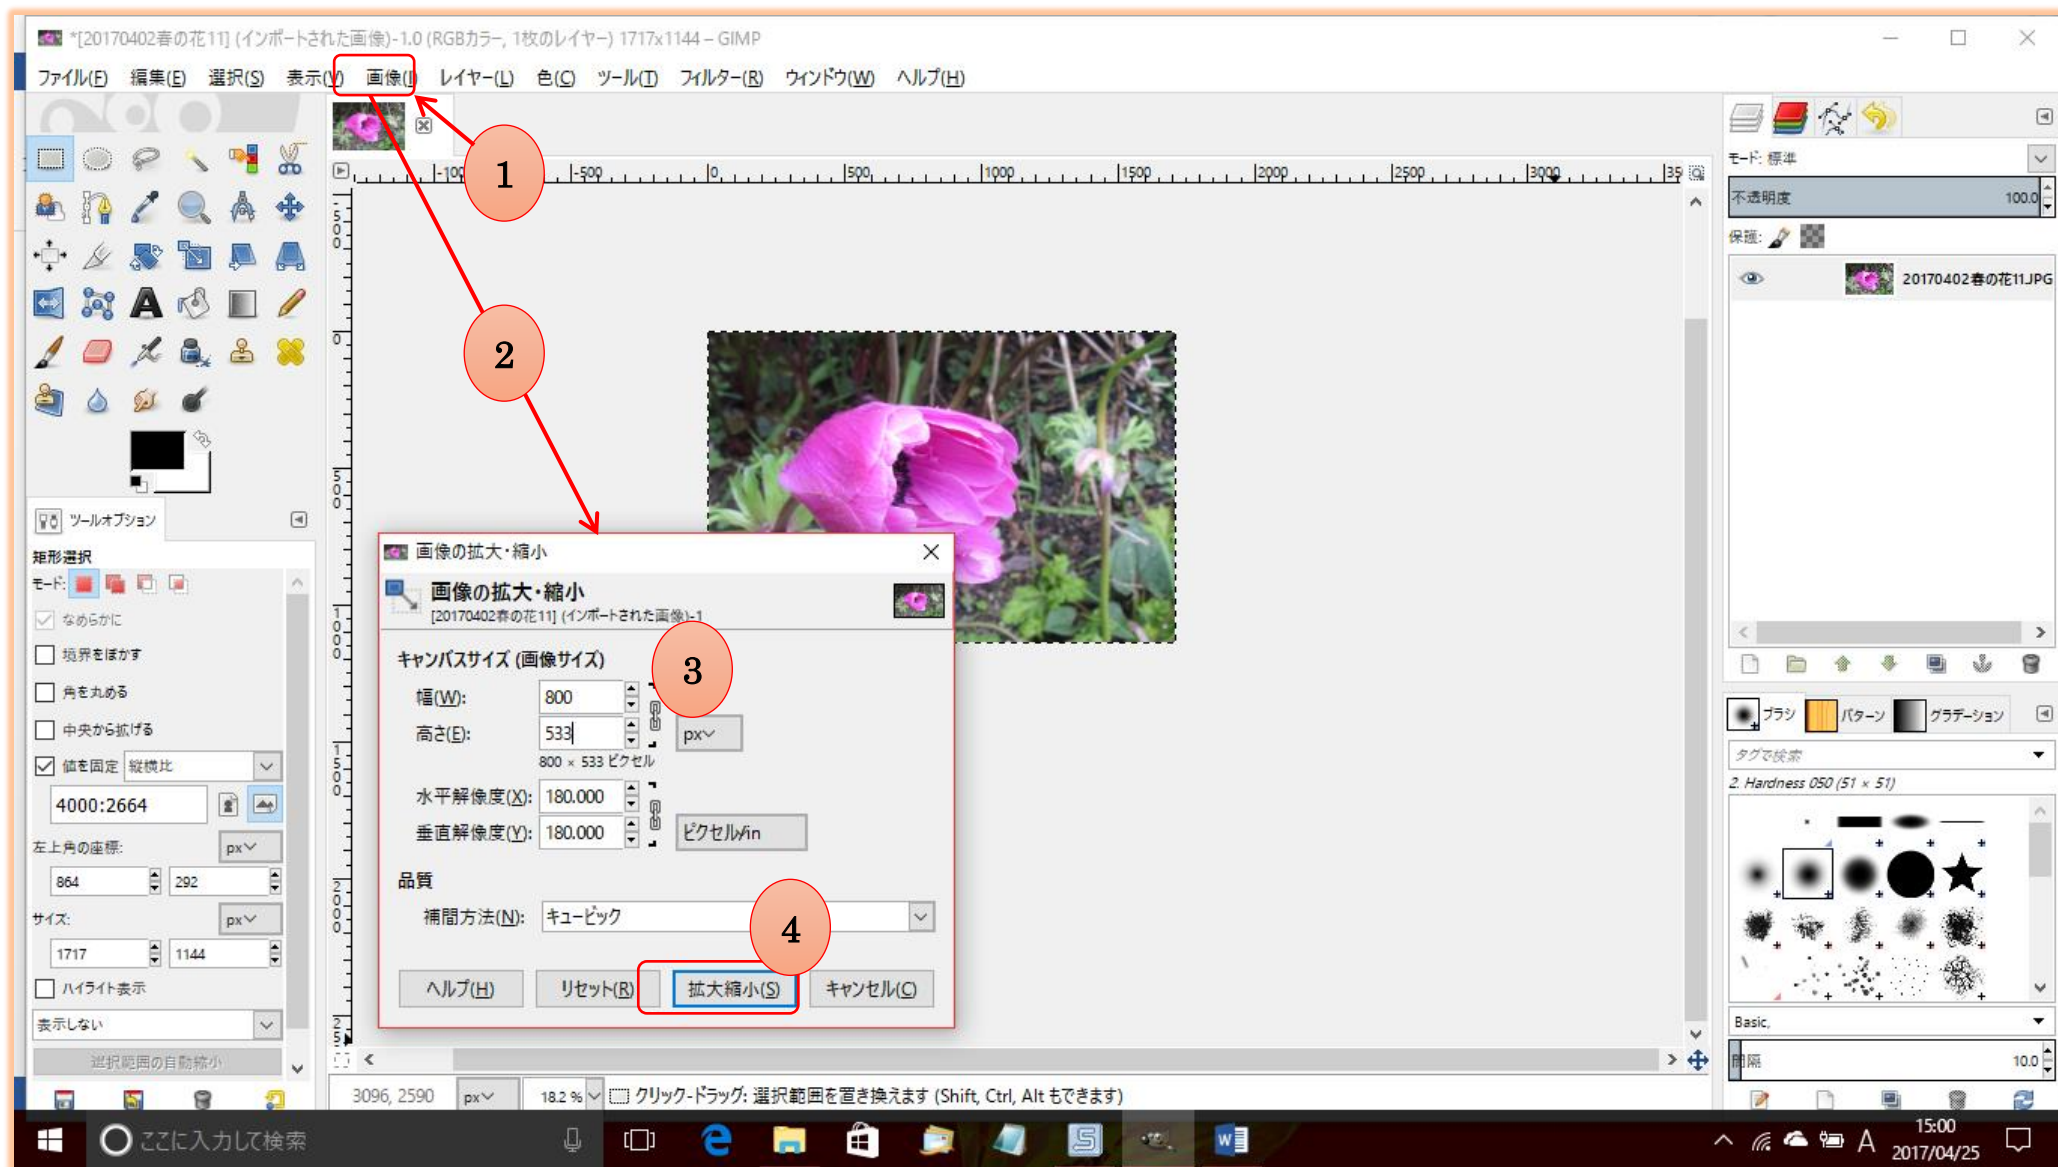 *[20170402春の花11] (インポートされた画像)-1.0 (RGBカラー, 1枚のレイヤー) 1717x1144 – GIMP
ファイル(F) 編集(E) 選択(S) 表示(V) 画像(I) レイヤー(L) 色(C) ツール(T) フィルター(R) ウィンドウ(W) ヘルプ(H)
1
-500 0 500 1000 1500 2000 2500 3000
2
ツールオプション
矩形選択
モード:
なめらかに
境界をぼかす
角を丸める
中央から拡げる
値を固定 縦横比
4000:2664
左上角の座標: px
864 292
サイズ: px
1717 1144
ハイライト表示
表示しない
選択範囲の自動縮小
0
500
1000
1500
2000
画像の拡大・縮小
画像の拡大・縮小
[20170402春の花11] (インポートされた画像)-1
3
キャンバスサイズ (画像サイズ)
幅(W): 800
高さ(E): 533 px
800 × 533 ピクセル
水平解像度(X): 180.000
垂直解像度(Y): 180.000 ピクセル/in
品質
補間方法(N): キュービック
4
ヘルプ(H) リセット(R) 拡大縮小(S) キャンセル(C)
3096, 2590 px 18.2 % クリック-ドラッグ: 選択範囲を置き換えます (Shift, Ctrl, Alt もできます)
モード: 標準
不透明度 100.0
保護:
20170402春の花11.JPG
ブラシ パターン グラデーション
タグで検索
2. Hardness 050 (51 × 51)
Basic,
間隔 10.0
ここに入力して検索
A
15:00
2017/04/25